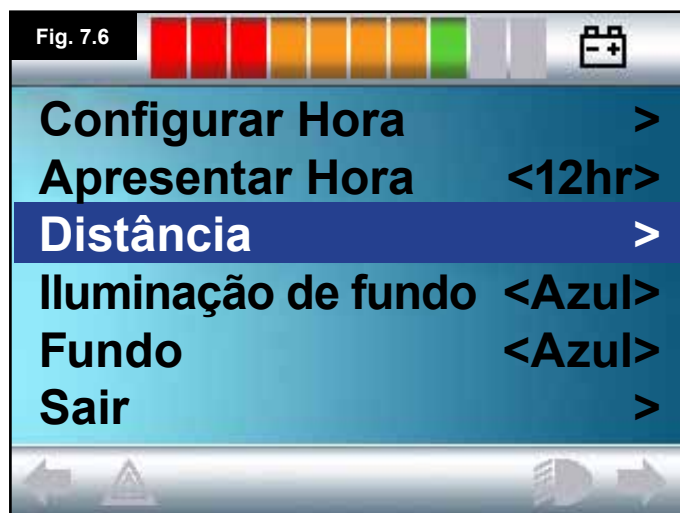 Fig. 7.6
Configurar Hora >
Apresentar Hora <12hr>
Distância >
Iluminação de fundo <Azul>
Fundo <Azul>
Sair >